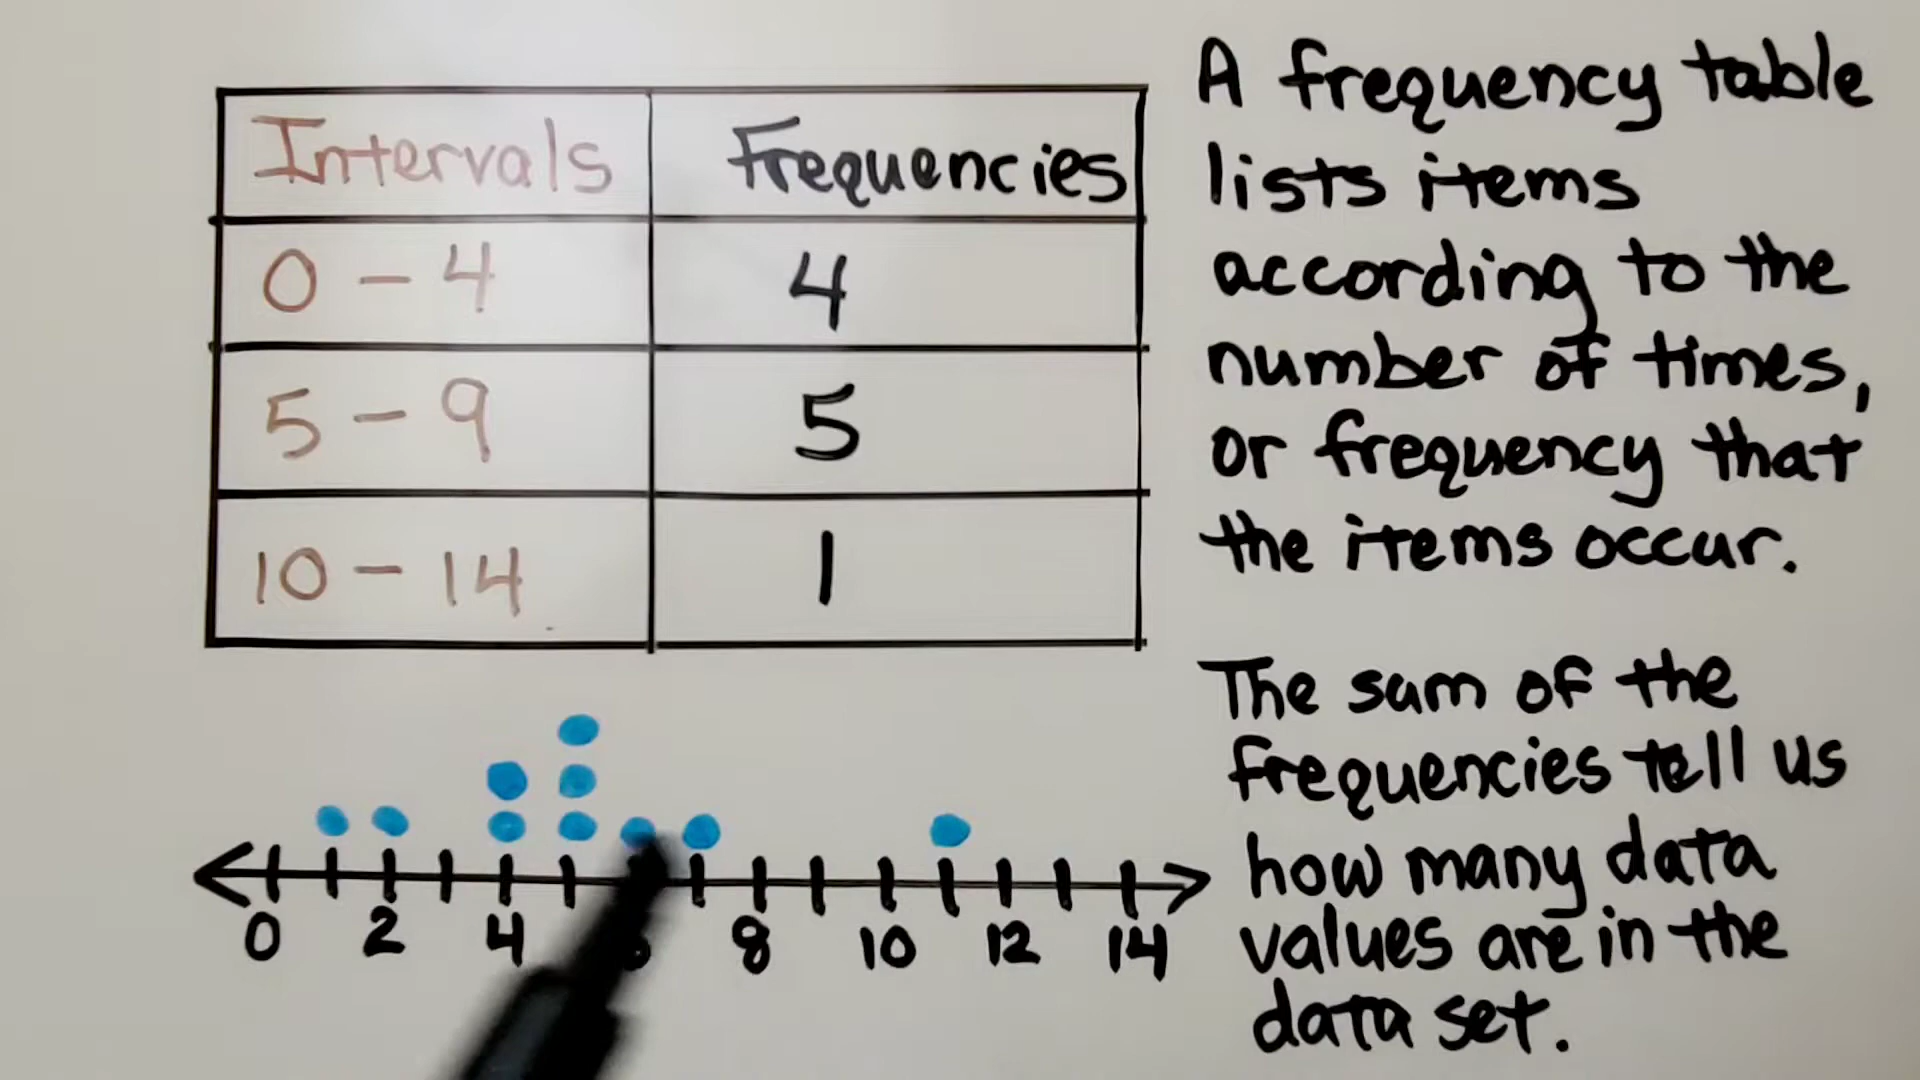 Intervals Frequencies
0 - 4 4
5 - 9 5
10 - 14 1
0 2 4 8 10 12 14
A frequency table
lists items
according to the
number of times,
or frequency that
the items occur.
The sum of the
frequencies tell us
how many data
values are in the
data set.